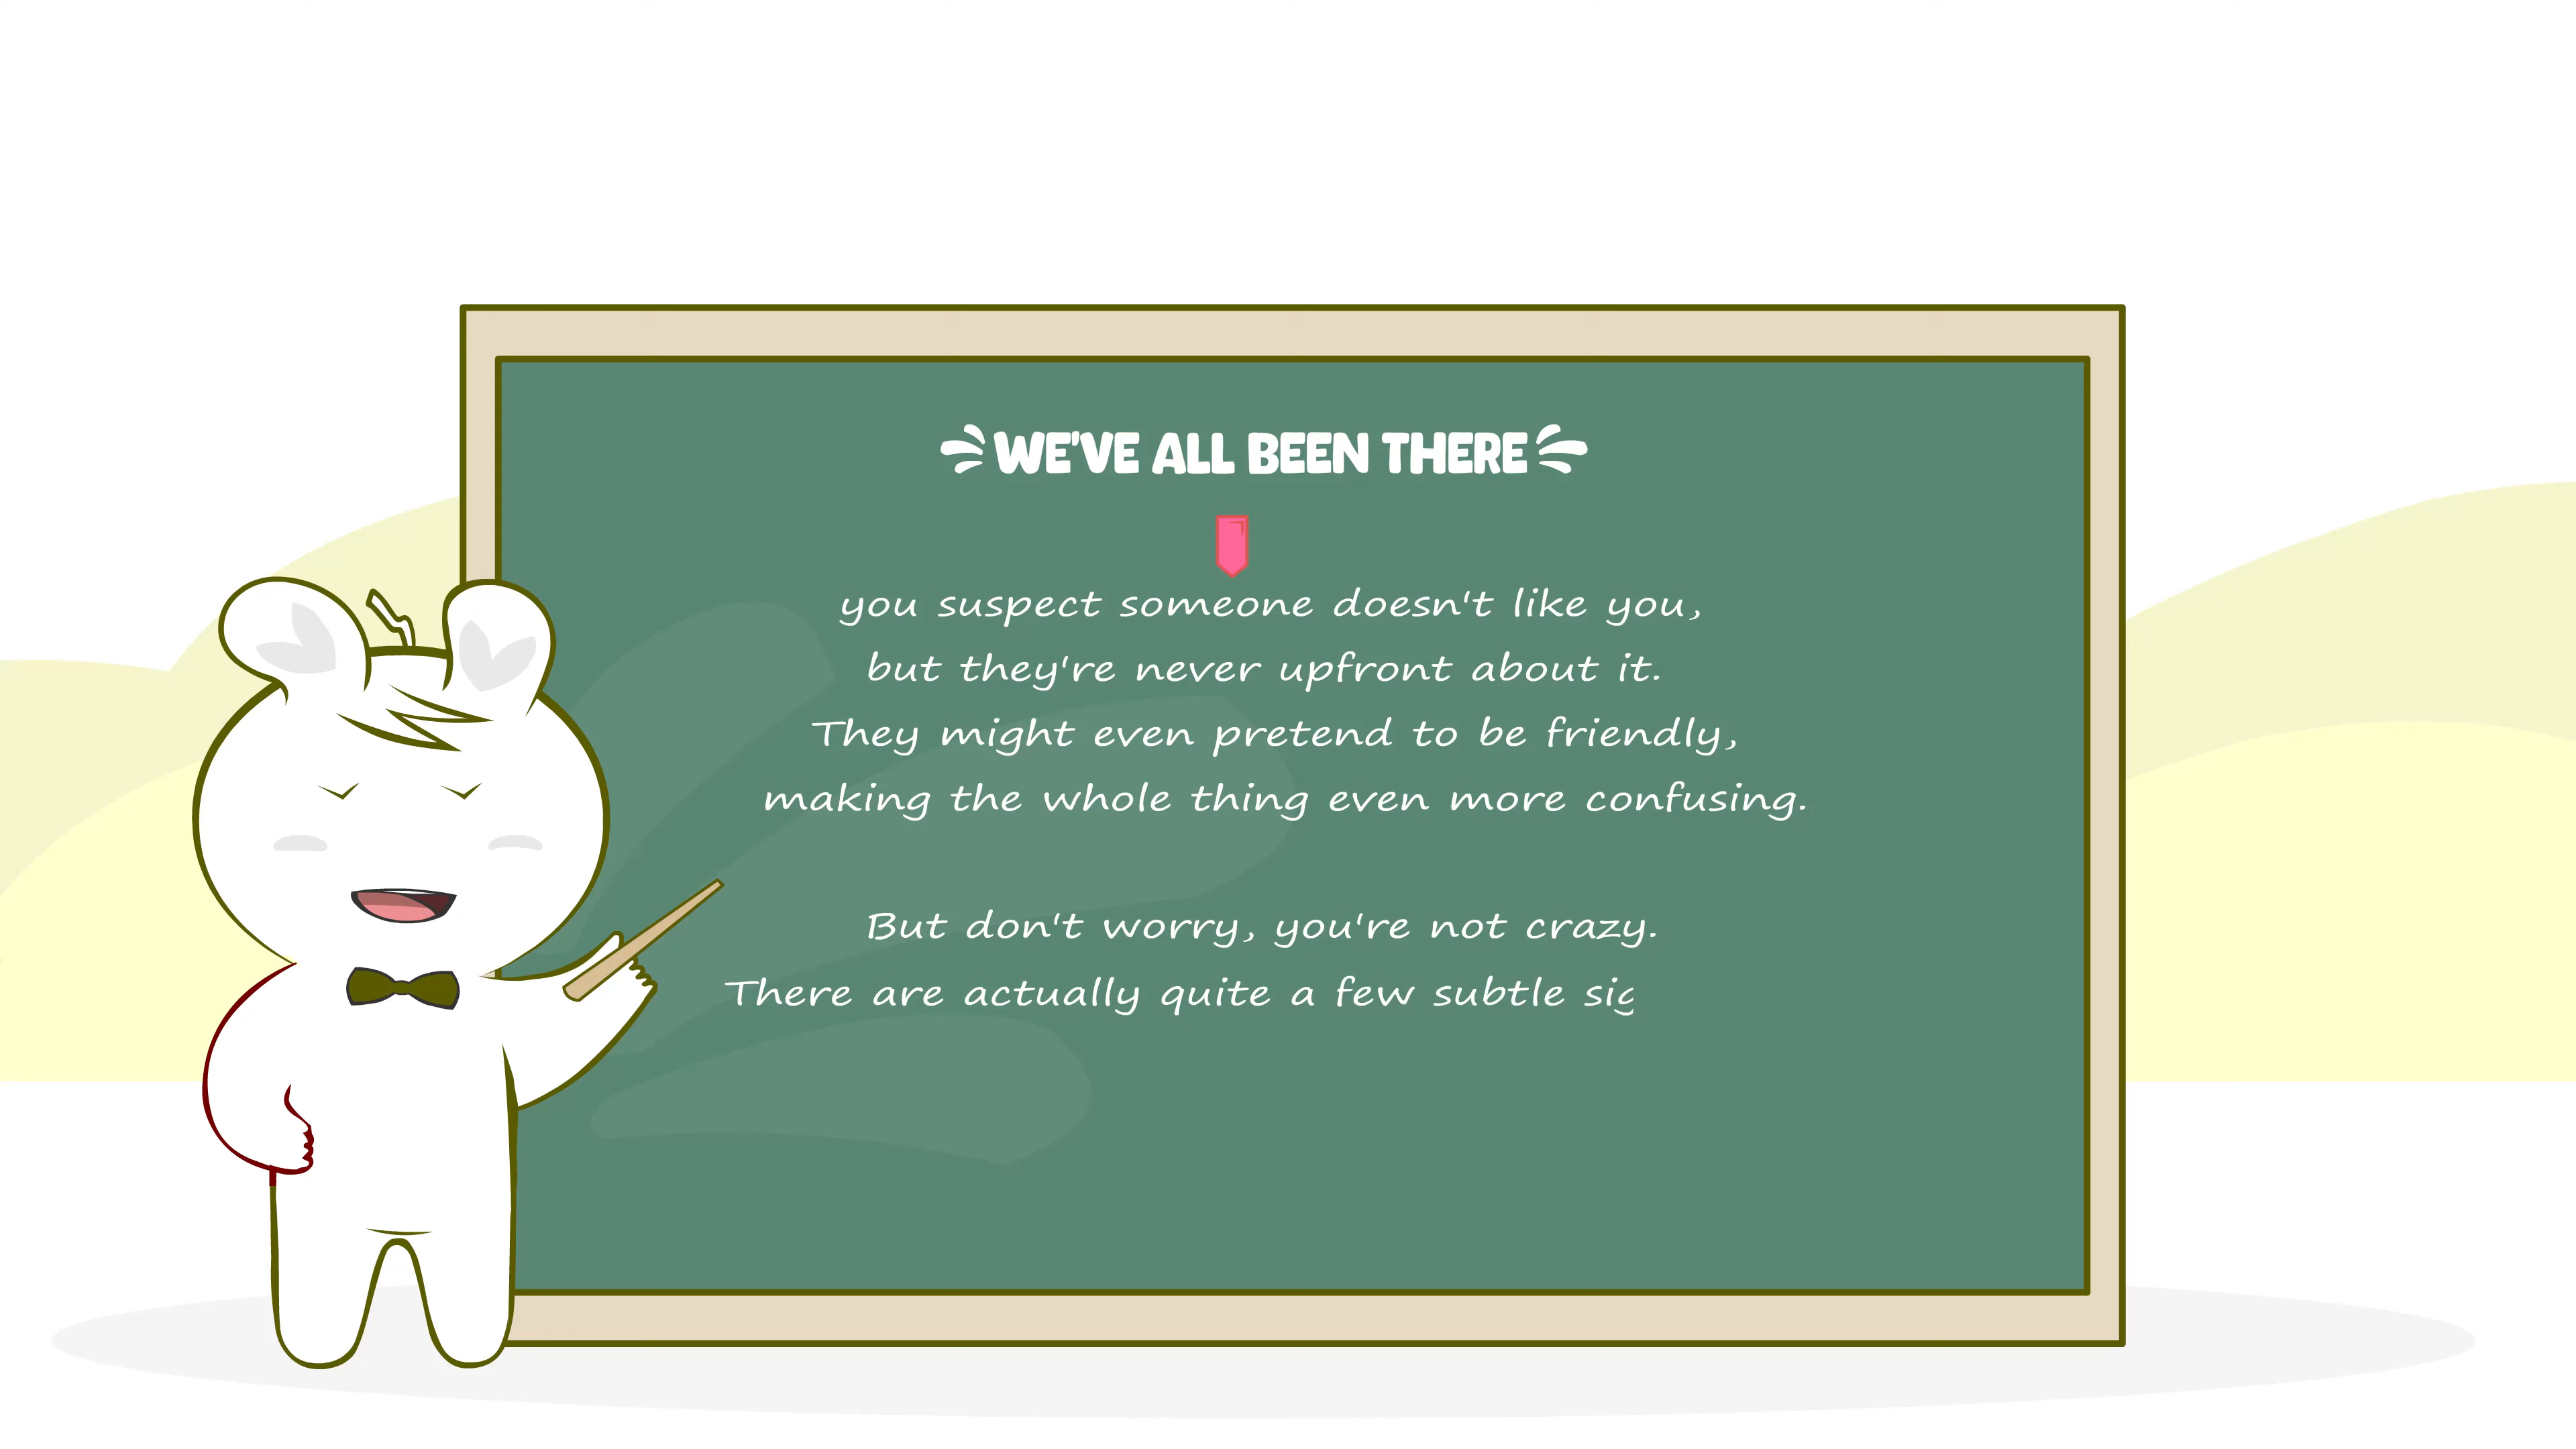 WE'VE ALL BEEN THERE
you suspect someone doesn't like you,
but they're never upfront about it.
They might even pretend to be friendly,
making the whole thing even more confusing.
But don't worry, you're not crazy.
There are actually quite a few subtle